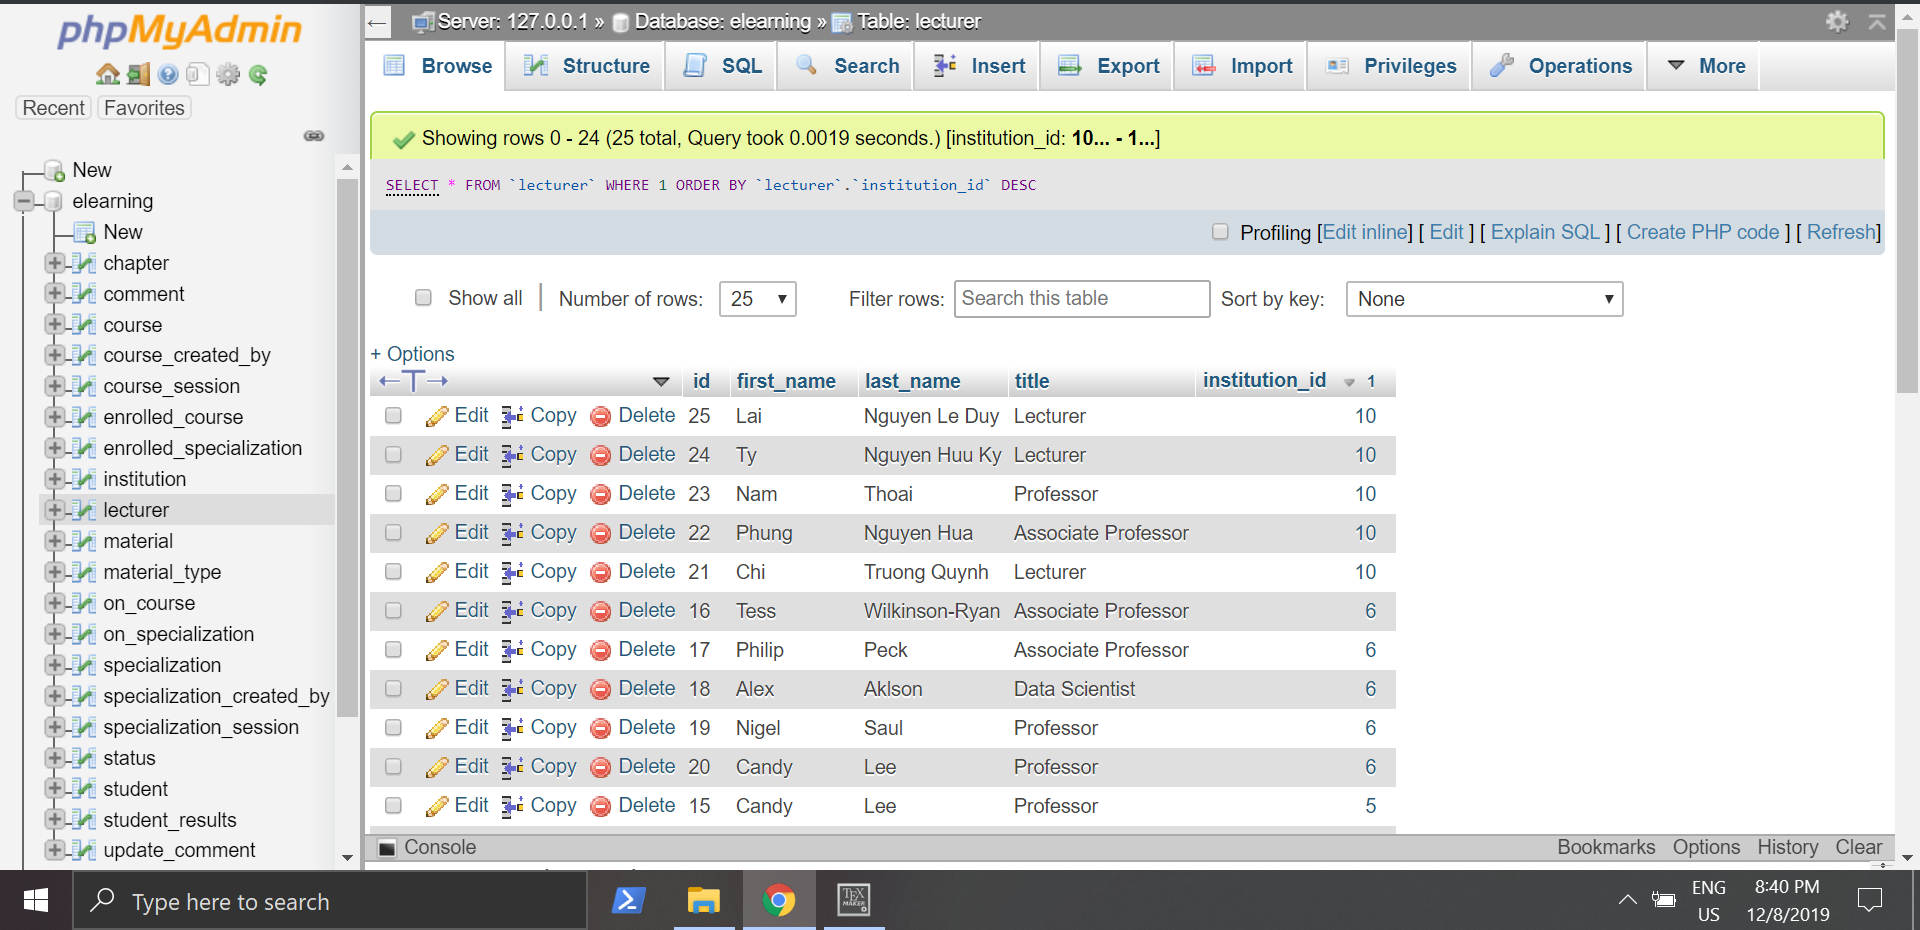 phpMyAdmin
Recent Favorites
New
elearning
New
chapter
comment
course
course_created_by
course_session
enrolled_course
enrolled_specialization
institution
lecturer
material
material_type
on_course
on_specialization
specialization
specialization_created_by
specialization_session
status
student
student_results
update_comment
Server: 127.0.0.1 » Database: elearning » Table: lecturer
Browse Structure SQL Search Insert Export Import Privileges Operations More
Showing rows 0 - 24 (25 total, Query took 0.0019 seconds.) [institution_id: 10... - 1...]
SELECT * FROM `lecturer` WHERE 1 ORDER BY `lecturer`.`institution_id` DESC
Profiling [Edit inline] [ Edit ] [ Explain SQL ] [ Create PHP code ] [ Refresh]
Show all Number of rows: 25 Filter rows: Search this table Sort by key: None
+ Options
←T→ id first_name last_name title institution_id 1
Edit Copy Delete 25 Lai Nguyen Le Duy Lecturer 10
Edit Copy Delete 24 Ty Nguyen Huu Ky Lecturer 10
Edit Copy Delete 23 Nam Thoai Professor 10
Edit Copy Delete 22 Phung Nguyen Hua Associate Professor 10
Edit Copy Delete 21 Chi Truong Quynh Lecturer 10
Edit Copy Delete 16 Tess Wilkinson-Ryan Associate Professor 6
Edit Copy Delete 17 Philip Peck Associate Professor 6
Edit Copy Delete 18 Alex Aklson Data Scientist 6
Edit Copy Delete 19 Nigel Saul Professor 6
Edit Copy Delete 20 Candy Lee Professor 6
Edit Copy Delete 15 Candy Lee Professor 5
Console Bookmarks Options History Clear
Type here to search
TEX
MAKER
ENG
US
8:40 PM
12/8/2019